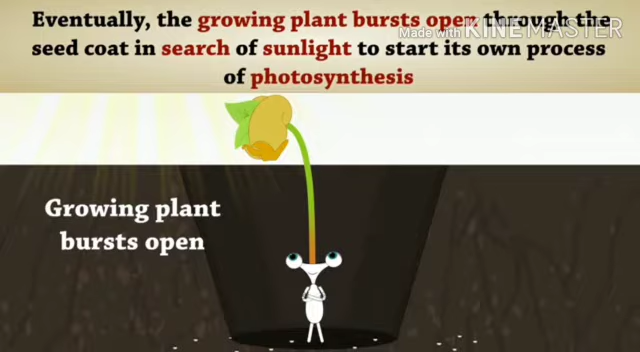 Eventually, the growing plant bursts open through the
seed coat in search of sunlight to start its own process
of photosynthesis
Made with KINEMASTER
Growing plant
bursts open